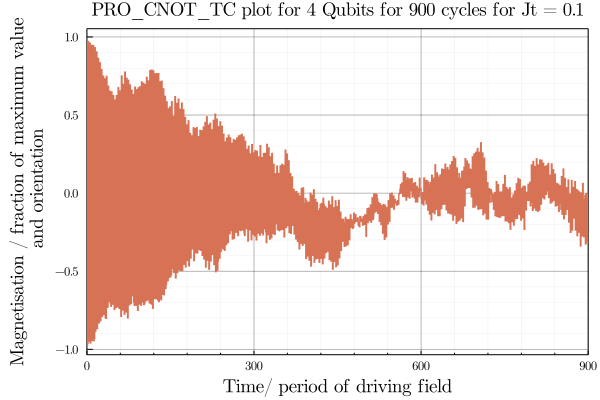 PRO_CNOT_TC plot for 4 Qubits for 900 cycles for Jt = 0.1
Magnetisation / fraction of maximum value
and orientation
1.0
0.5
0.0
−0.5
−1.0
0
300
600
900
Time/ period of driving field